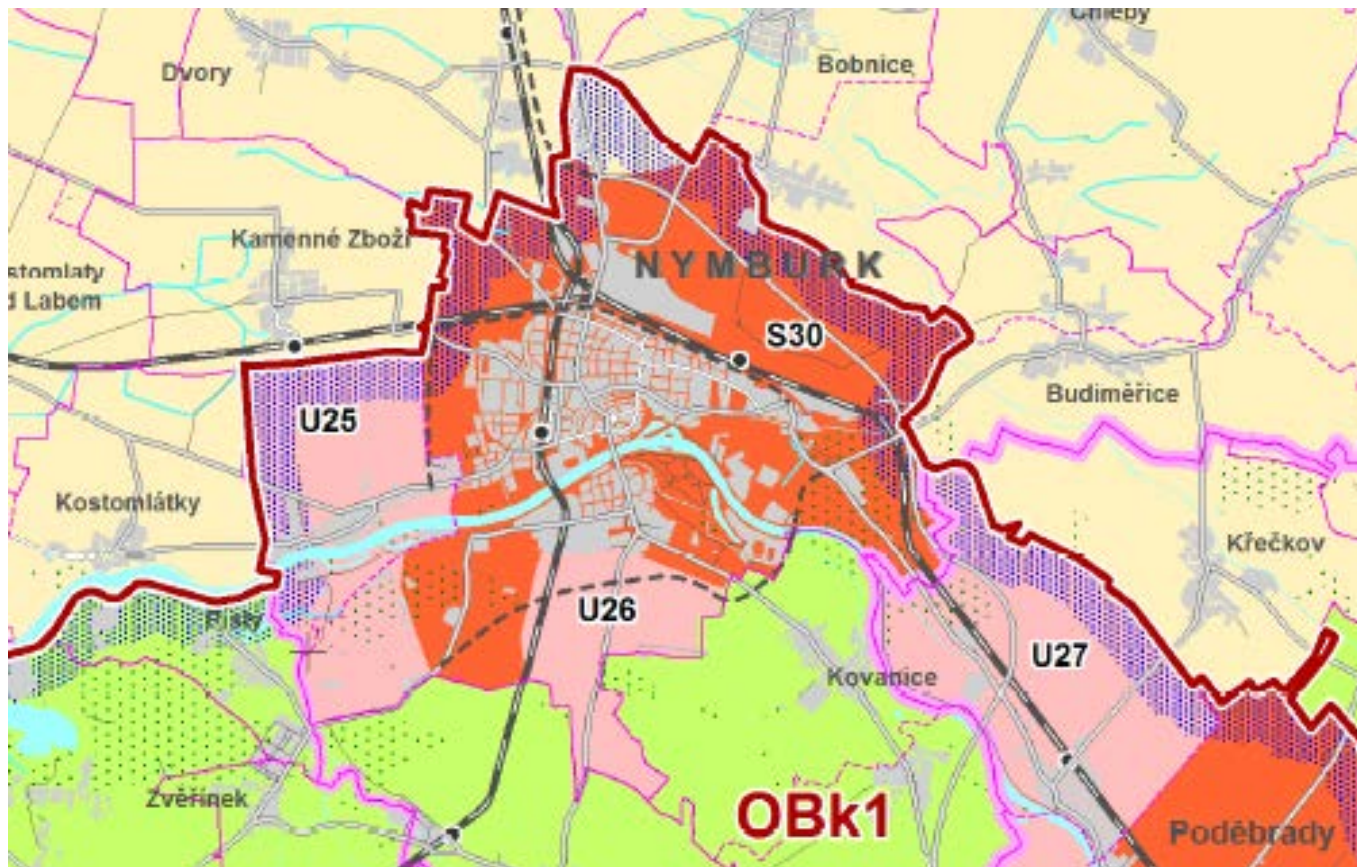 Chleby
Dvory
Bobnice
Kamenné Zboží
NYMBURK
stomlaty
d Labem
S30
Budiměřice
U25
Kostomlátky
Křečkov
Písty
U26
U27
Kovanice
Zvěřínek
OBk1
Poděbrady